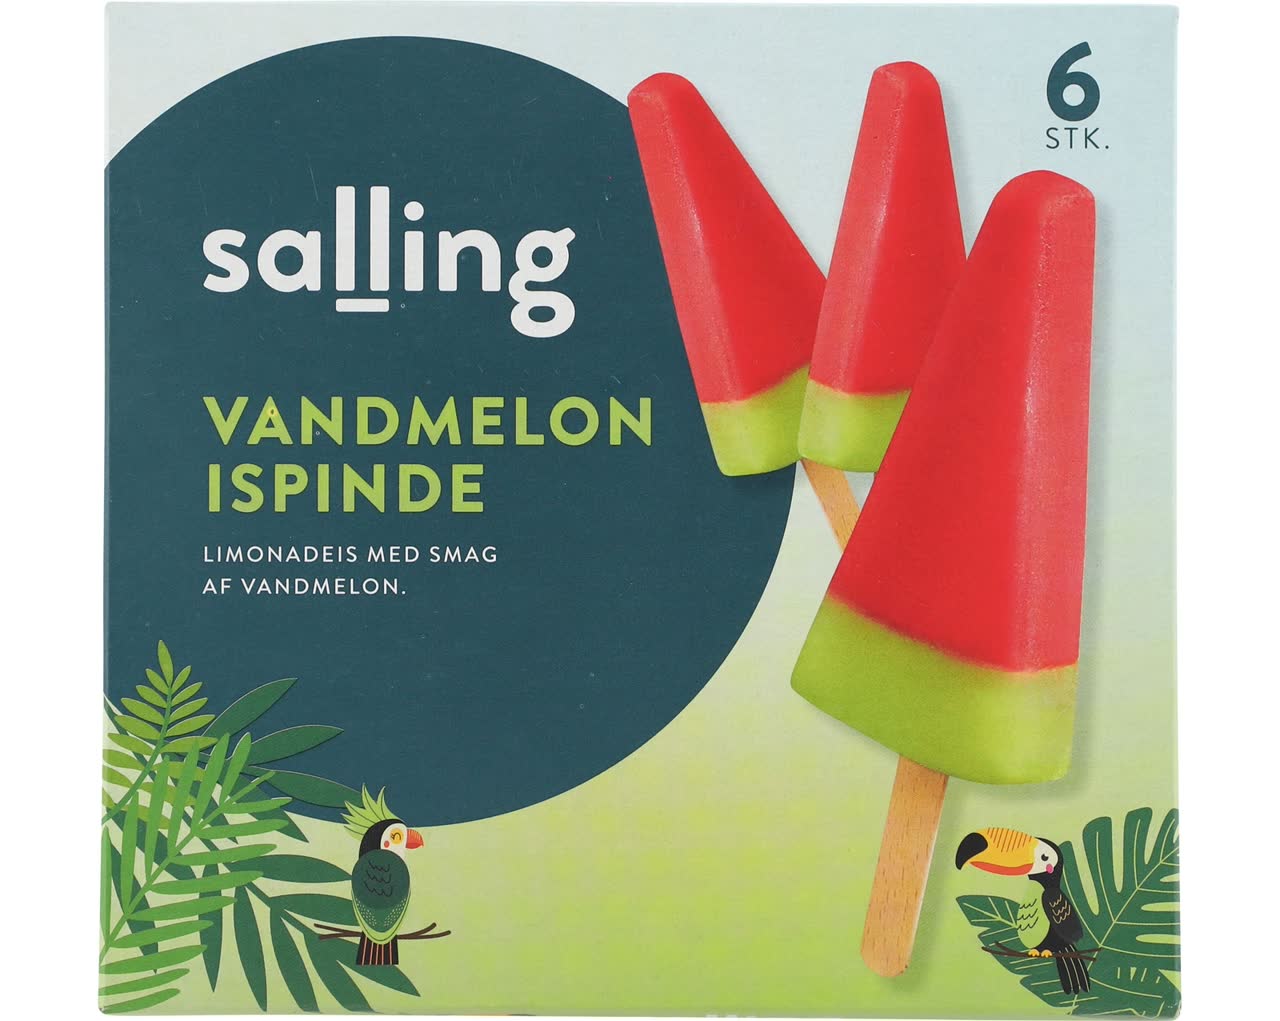 6
STK.
salling
VANDMELON
ISPINDE
LIMONADEIS MED SMAG
AF VANDMELON.